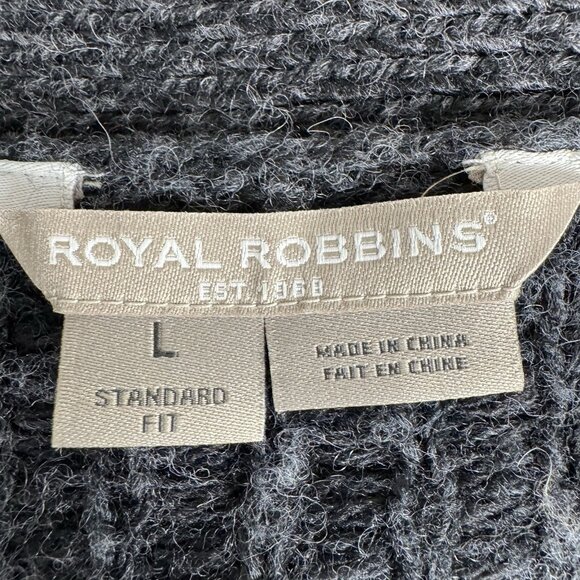 ROYAL ROBBINS®
EST. 1968
L
STANDARD
FIT
MADE IN CHINA
FAIT EN CHINE